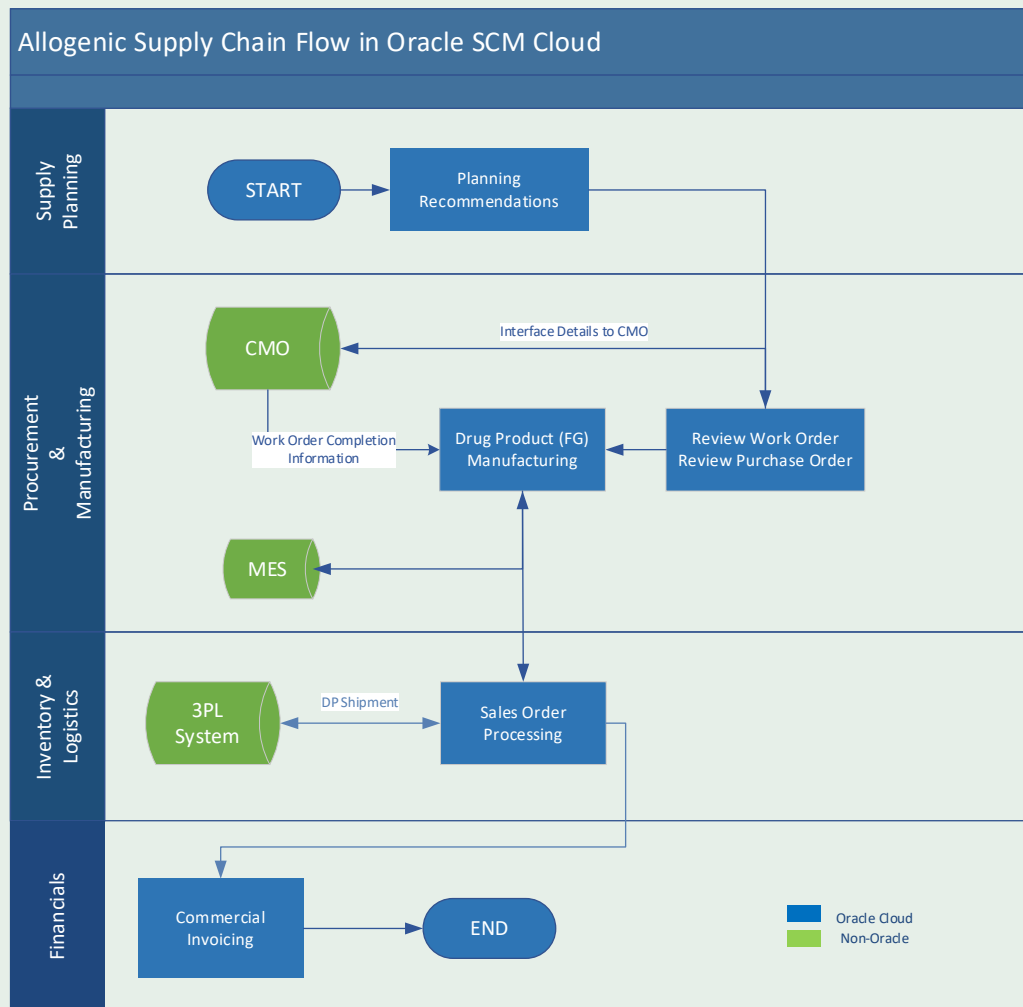 Allogenic Supply Chain Flow in Oracle SCM Cloud
Supply
Planning
START
Planning
Recommendations
Procurement
&
Manufacturing
CMO
Interface Details to CMO
Work Order Completion
Information
Drug Product (FG)
Manufacturing
Review Work Order
Review Purchase Order
MES
Inventory &
Logistics
3PL
System
DP Shipment
Sales Order
Processing
Financials
Commercial
Invoicing
END
Oracle Cloud
Non-Oracle